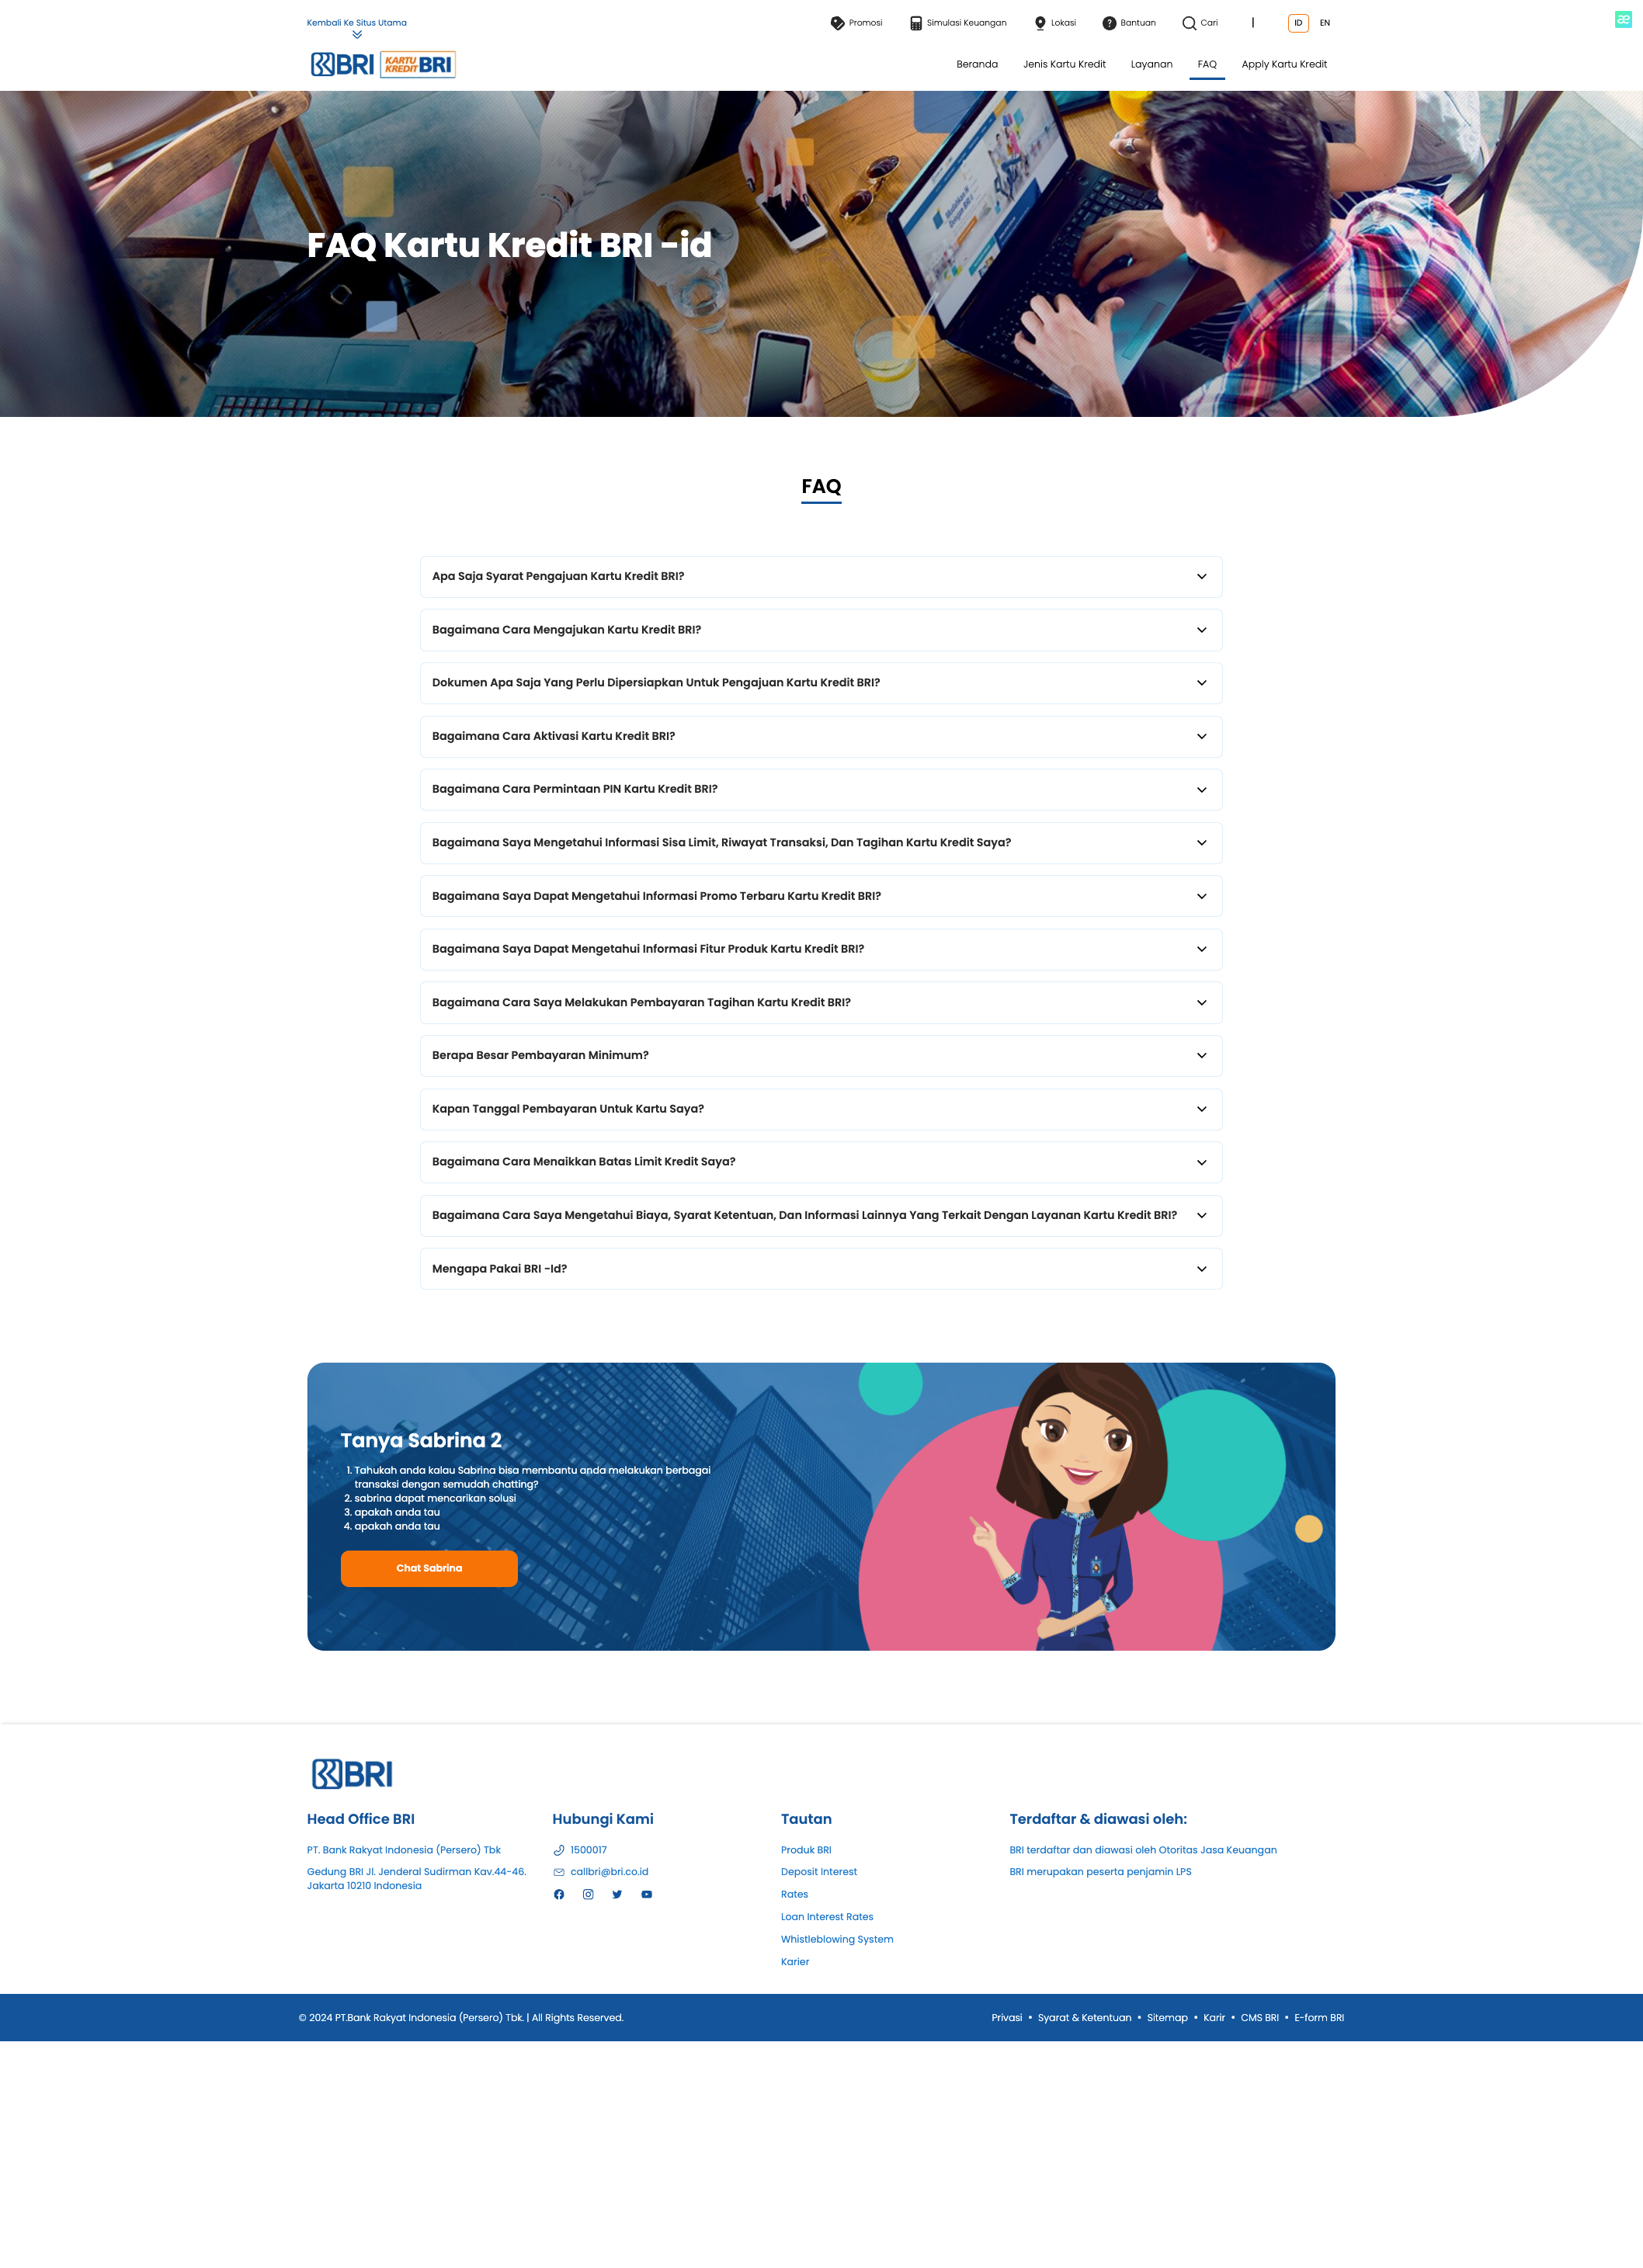 Kembali Ke Situs Utama
Promosi
Simulasi Keuangan
Lokasi
Bantuan
Cari
|
ID
EN
BRI
KARTU KREDIT BRI
Beranda
Jenis Kartu Kredit
Layanan
FAQ
Apply Kartu Kredit
FAQ Kartu Kredit BRI -id
FAQ
Apa Saja Syarat Pengajuan Kartu Kredit BRI?
Bagaimana Cara Mengajukan Kartu Kredit BRI?
Dokumen Apa Saja Yang Perlu Dipersiapkan Untuk Pengajuan Kartu Kredit BRI?
Bagaimana Cara Aktivasi Kartu Kredit BRI?
Bagaimana Cara Permintaan PIN Kartu Kredit BRI?
Bagaimana Saya Mengetahui Informasi Sisa Limit, Riwayat Transaksi, Dan Tagihan Kartu Kredit Saya?
Bagaimana Saya Dapat Mengetahui Informasi Promo Terbaru Kartu Kredit BRI?
Bagaimana Saya Dapat Mengetahui Informasi Fitur Produk Kartu Kredit BRI?
Bagaimana Cara Saya Melakukan Pembayaran Tagihan Kartu Kredit BRI?
Berapa Besar Pembayaran Minimum?
Kapan Tanggal Pembayaran Untuk Kartu Saya?
Bagaimana Cara Menaikkan Batas Limit Kredit Saya?
Bagaimana Cara Saya Mengetahui Biaya, Syarat Ketentuan, Dan Informasi Lainnya Yang Terkait Dengan Layanan Kartu Kredit BRI?
Mengapa Pakai BRI -Id?
Tanya Sabrina 2
1. Tahukah anda kalau Sabrina bisa membantu anda melakukan berbagai
transaksi dengan semudah chatting?
2. sabrina dapat mencarikan solusi
3. apakah anda tau
4. apakah anda tau
Chat Sabrina
BRI
Head Office BRI
PT. Bank Rakyat Indonesia (Persero) Tbk
Gedung BRI Jl. Jenderal Sudirman Kav.44-46.
Jakarta 10210 Indonesia
Hubungi Kami
1500017
callbri@bri.co.id
Tautan
Produk BRI
Deposit Interest
Rates
Loan Interest Rates
Whistleblowing System
Karier
Terdaftar & diawasi oleh:
BRI terdaftar dan diawasi oleh Otoritas Jasa Keuangan
BRI merupakan peserta penjamin LPS
© 2024 PT.Bank Rakyat Indonesia (Persero) Tbk. | All Rights Reserved.
Privasi • Syarat & Ketentuan • Sitemap • Karir • CMS BRI • E-form BRI